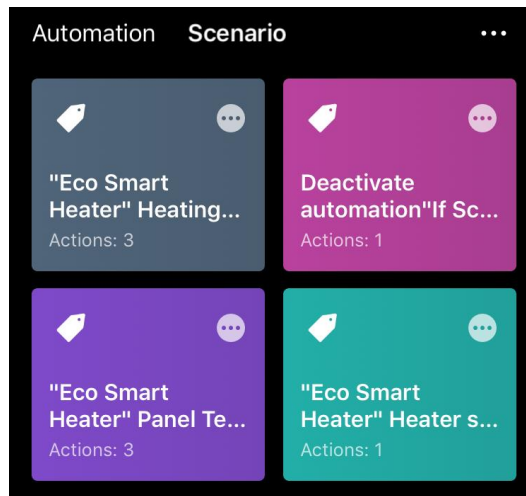 Automation Scenario
"Eco Smart
Heater" Heating...
Actions: 3
Deactivate
automation"If Sc...
Actions: 1
"Eco Smart
Heater" Panel Te...
Actions: 3
"Eco Smart
Heater" Heater s...
Actions: 1